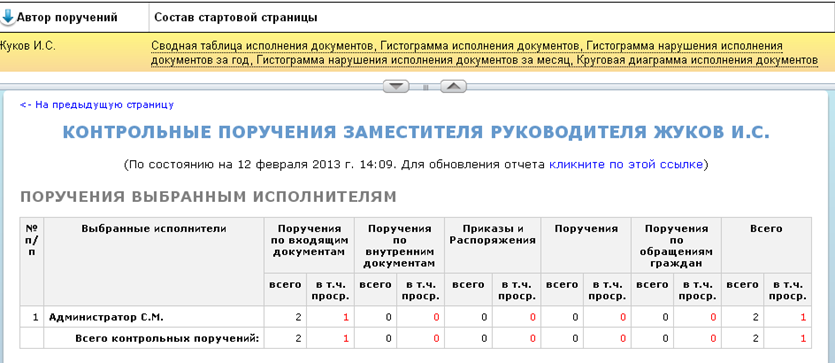 Автор поручений Состав стартовой страницы
Жуков И.С. Сводная таблица исполнения документов, Гистограмма исполнения документов, Гистограмма нарушения исполнения
документов за год, Гистограмма нарушения исполнения документов за месяц, Круговая диаграмма исполнения документов
<- На предыдущую страницу
КОНТРОЛЬНЫЕ ПОРУЧЕНИЯ ЗАМЕСТИТЕЛЯ РУКОВОДИТЕЛЯ ЖУКОВ И.С.
(По состоянию на 12 февраля 2013 г. 14:09. Для обновления отчета кликните по этой ссылке)
ПОРУЧЕНИЯ ВЫБРАННЫМ ИСПОЛНИТЕЛЯМ
№ Выбранные исполнители Поручения Поручения Приказы и Поручения Поручения Всего
п/ по входящим по Распоряжения по
п документам внутренним обращениям
документам граждан
всего в т.ч. всего в т.ч. всего в т.ч. всего в т.ч. всего в т.ч. всего в т.ч.
проср. проср. проср. проср. проср. проср.
1 Администратор С.М. 2 1 0 0 0 0 0 0 0 0 2 1
Всего контрольных поручений: 2 1 0 0 0 0 0 0 0 0 2 1